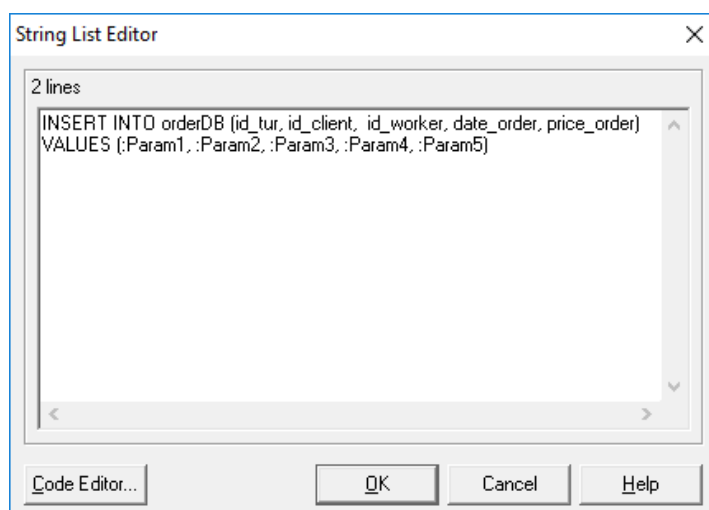 String List Editor
2 lines
INSERT INTO orderDB (id_tur, id_client,  id_worker, date_order, price_order)
VALUES (:Param1, :Param2, :Param3, :Param4, :Param5)
Code Editor... OK Cancel Help